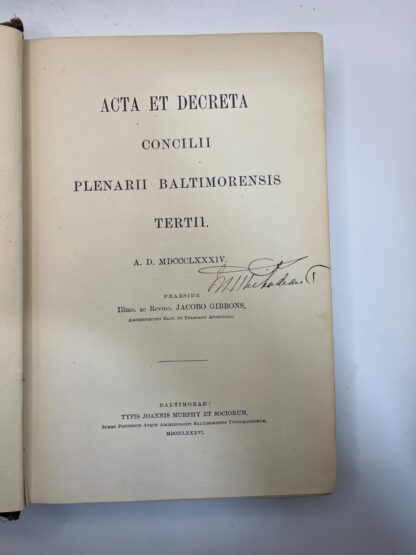 ACTA ET DECRETA
CONCILII
PLENARII BALTIMORENSIS
TERTII.
A. D. MDCCCLXXXIV.
PRAESIDE
Illmo. ac Revmo. JACOBO GIBBONS,
ARCHIEPISCOPO BALT. ET DELEGATO APOSTOLICO.
BALTIMORAE:
TYPIS JOANNIS MURPHY ET SOCIORUM,
SUMMI PONTIFICIS ATQUE ARCHIEPISCOPI BALTIMORENSIS TYPOGRAPHORUM.
MDCCCLXXXVI.